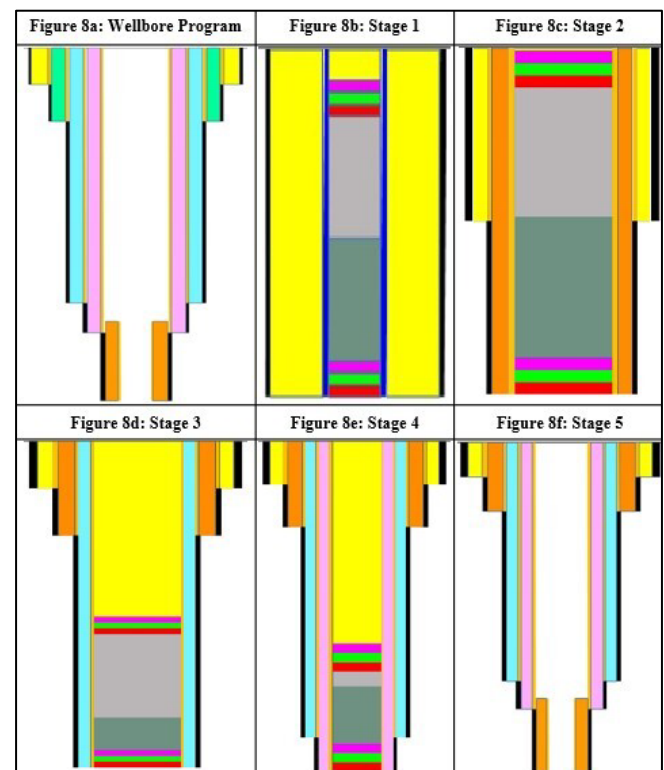 Figure 8a: Wellbore Program
Figure 8b: Stage 1
Figure 8c: Stage 2
Figure 8d: Stage 3
Figure 8e: Stage 4
Figure 8f: Stage 5